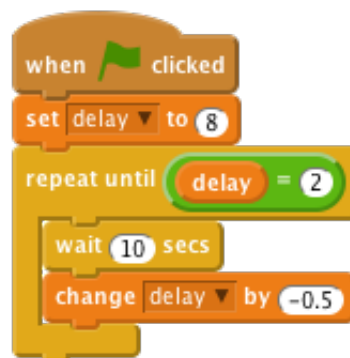 when clicked
set delay to 8
repeat until delay = 2
wait 10 secs
change delay by -0.5